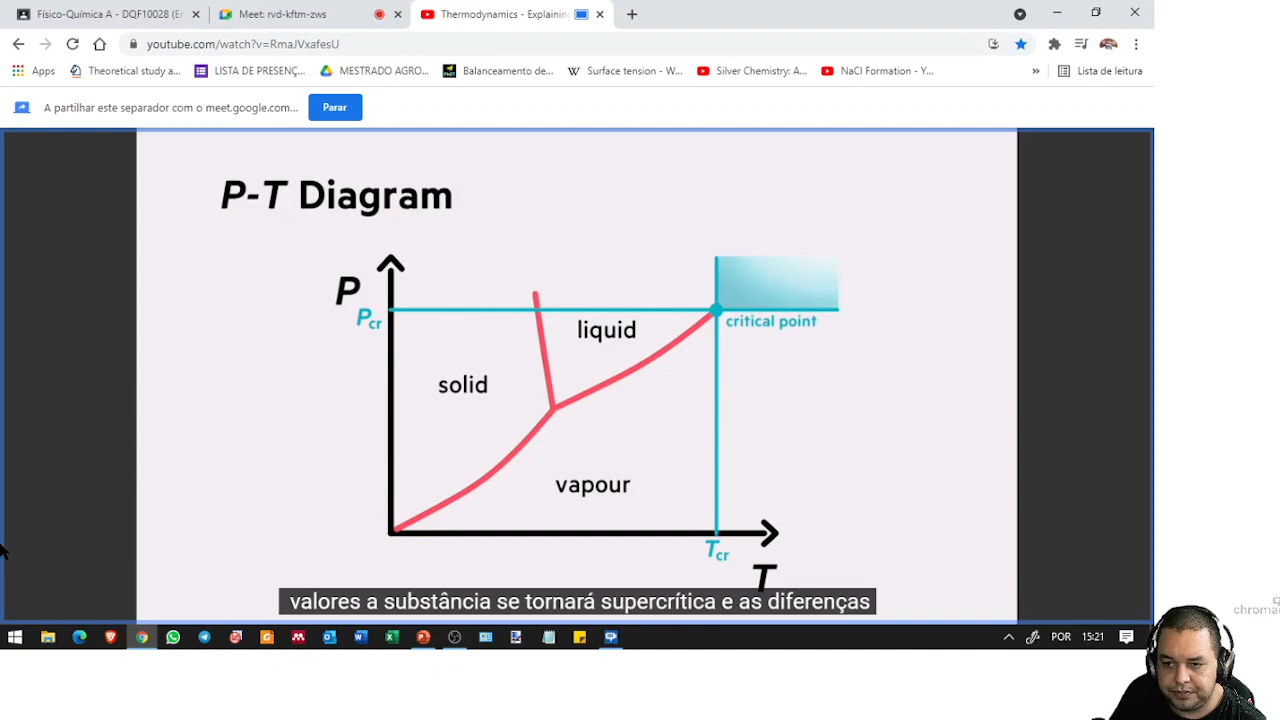 Físico-Química A - DQF10028 (Er
Meet: rvd-kftm-zws
Thermodynamics - Explaining
youtube.com/watch?v=RmaJVxafesU
Apps
Theoretical study a...
LISTA DE PRESENÇ...
MESTRADO AGRO...
Balanceamento de...
Surface tension - W...
Silver Chemistry: A...
NaCl Formation - Y...
»
Lista de leitura
A partilhar este separador com o meet.google.com...
Parar
P-T Diagram
P
Pcr
critical point
liquid
solid
vapour
Tcr
T
valores a substância se tornará supercrítica e as diferenças
POR
15:21
chroma